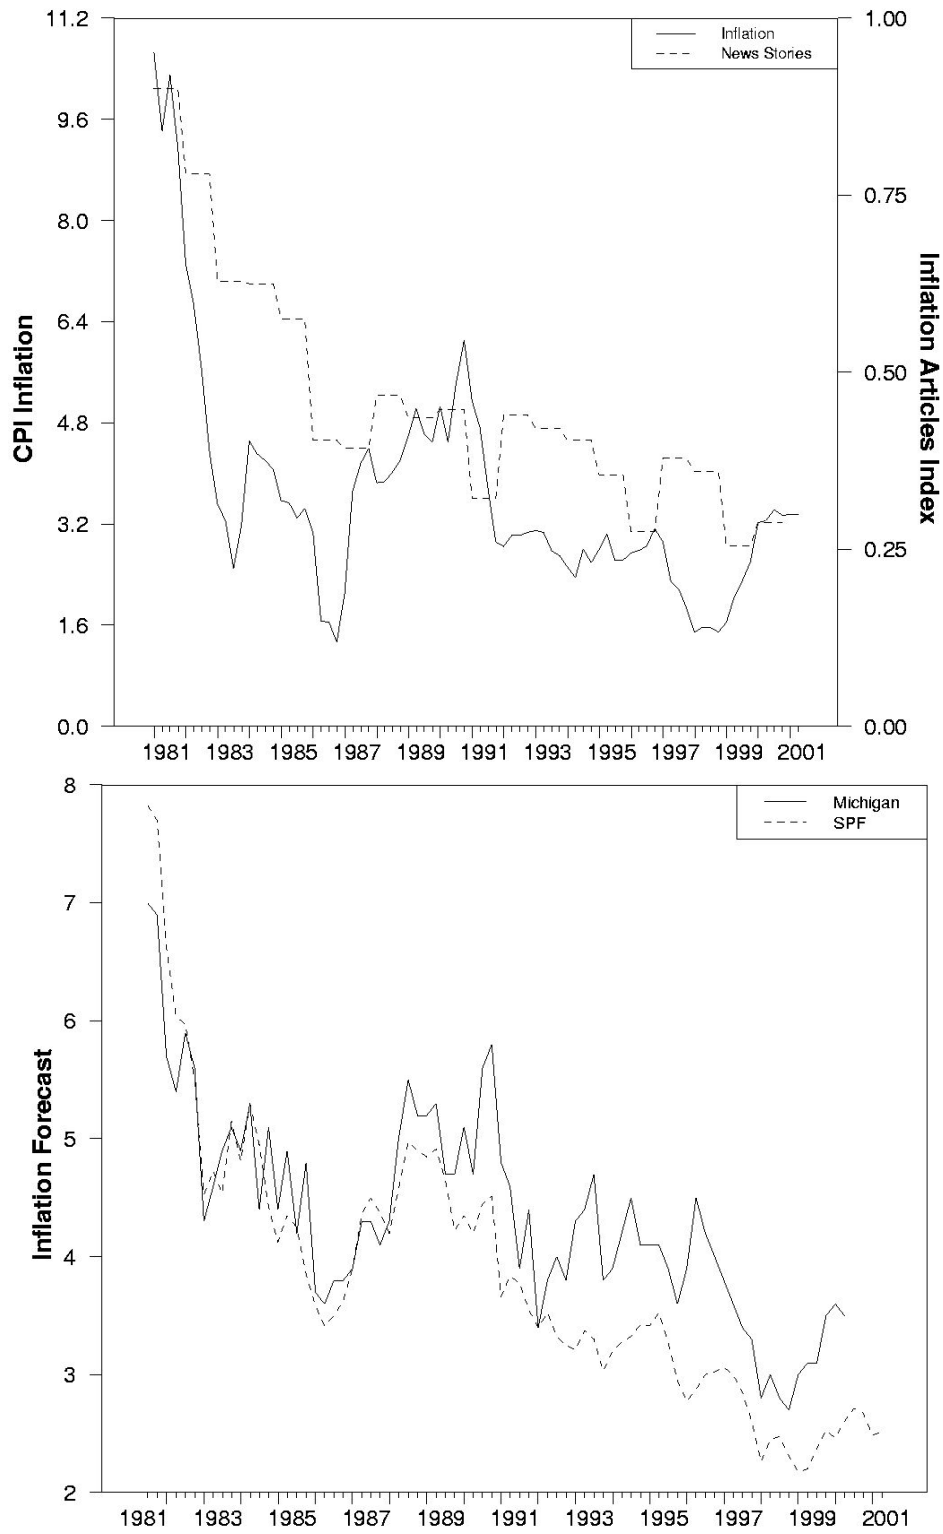 11.2
9.6
8.0
6.4
4.8
3.2
1.6
0.0
CPI Inflation
Inflation
News Stories
1.00
0.75
0.50
0.25
0.00
Inflation Articles Index
1981 1983 1985 1987 1989 1991 1993 1995 1997 1999 2001
8
7
6
5
4
3
2
Inflation Forecast
Michigan
SPF
1981 1983 1985 1987 1989 1991 1993 1995 1997 1999 2001